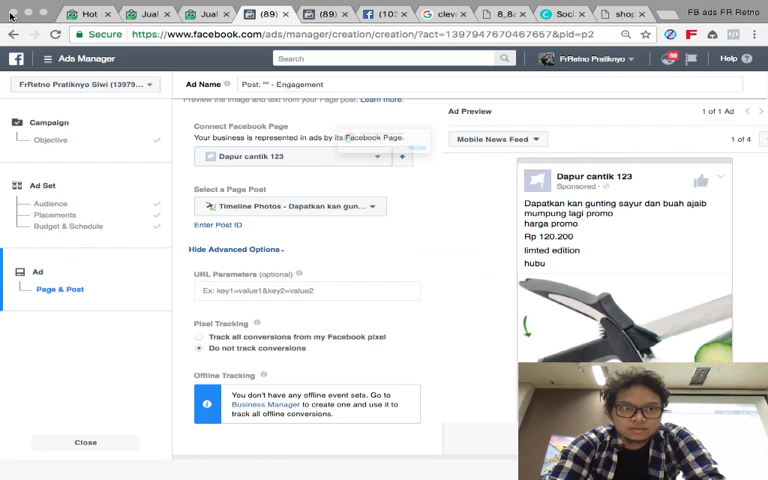 Hot
Jual
Jual
(89)
(89)
(103
clev
8_8a
Soci
shop
FB ads FR Retno
Secure
https://www.facebook.com/ads/manager/creation/creation/?act=1397947670467657&pid=p2
Ads Manager
Search
FrRetno Pratiknyo
Help
FrRetno Pratiknyo Siwi (13979...
Ad Name
Post: "" - Engagement
Campaign
Objective
Ad Set
Audience
Placements
Budget & Schedule
Ad
Page & Post
Close
Preview the image and text from your Page post. Learn more.
Connect Facebook Page
Your business is represented in ads by its Facebook Page.
Dapur cantik 123
+
Select a Page Post
Timeline Photos - Dapatkan kan gun...
Enter Post ID
Hide Advanced Options
URL Parameters (optional)
Ex: key1=value1&key2=value2
Pixel Tracking
Track all conversions from my Facebook pixel
Do not track conversions
Offline Tracking
You don't have any offline event sets. Go to
Business Manager to create one and use it to
track all offline conversions.
Ad Preview
1 of 1 Ad
Mobile News Feed
1 of 4
Dapur cantik 123
Sponsored ·
Dapatkan kan gunting sayur dan buah ajaib
mumpung lagi promo
harga promo
Rp 120.200
limted edition
hubu